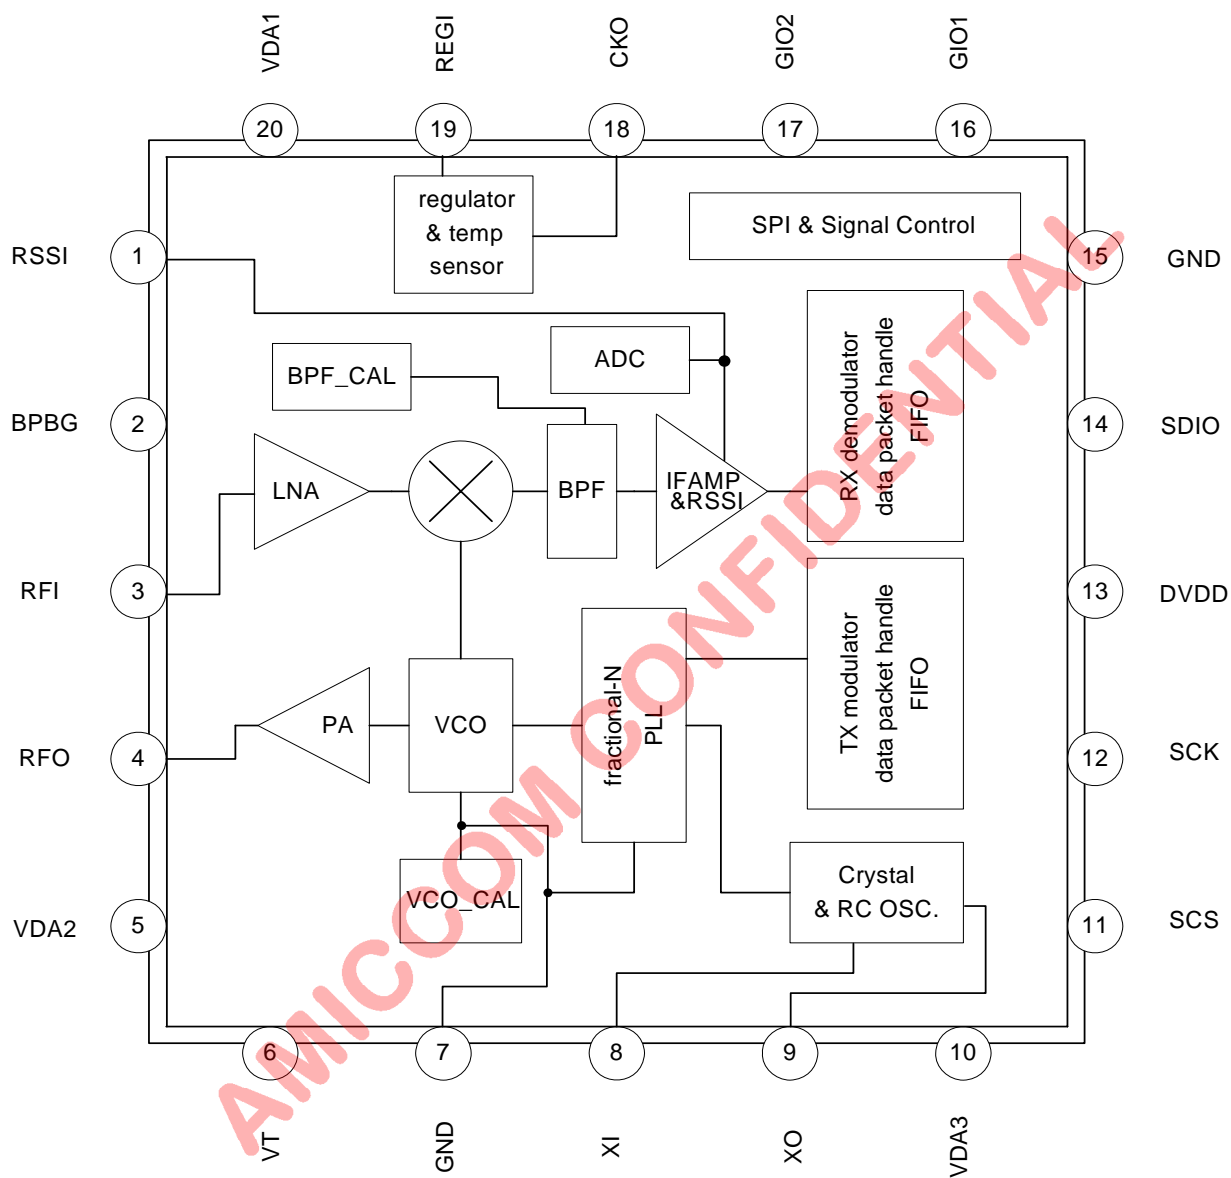 VDA1
REGI
CKO
GIO2
GIO1
20
19
18
17
16
regulator
& temp
sensor
SPI & Signal Control
RSSI
1
15
GND
ADC
BPF_CAL
RX demodulator
data packet handle
FIFO
BPBG
2
14
SDIO
LNA
BPF
IFAMP
&RSSI
RFI
3
13
DVDD
TX modulator
data packet handle
FIFO
fractional-N
PLL
PA
VCO
RFO
4
12
SCK
Crystal
& RC OSC.
VCO_CAL
VDA2
5
11
SCS
6
7
8
9
10
VT
GND
XI
XO
VDA3
AMICCOM CONFIDENTIAL